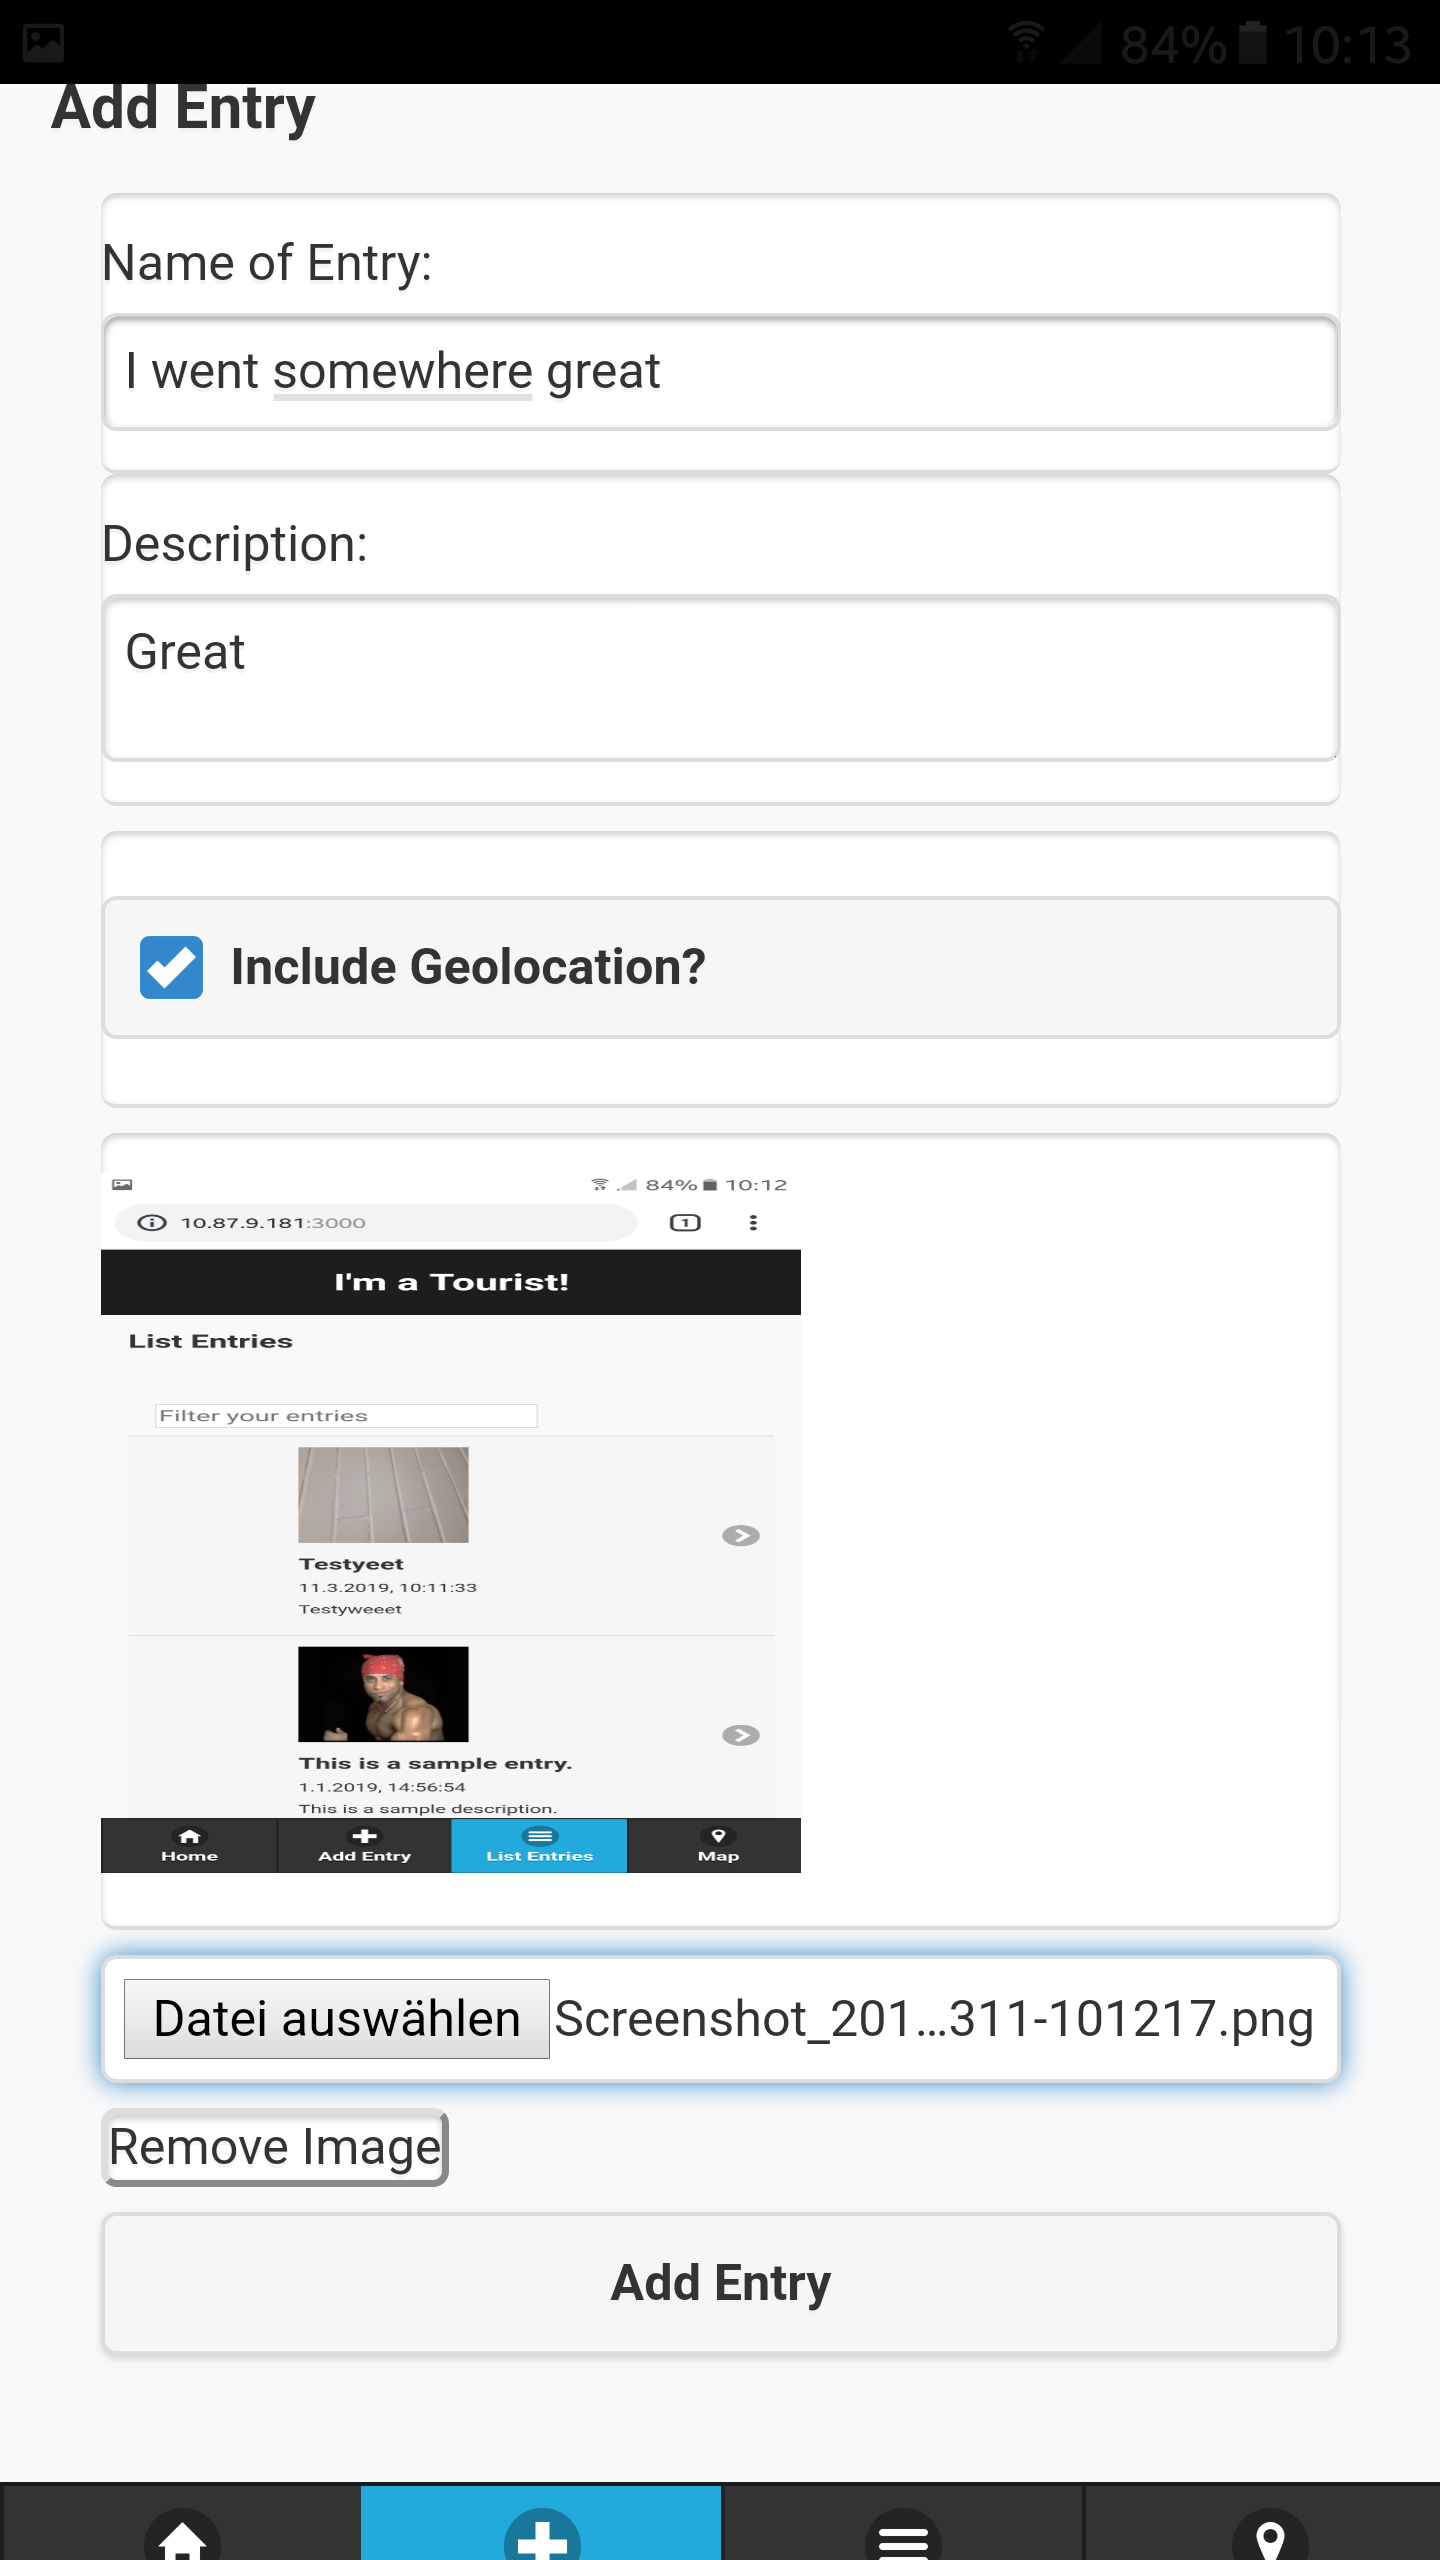 84% 10:13
Add Entry
Name of Entry:
I went somewhere great
Description:
Great
Include Geolocation?
84% 10:12
10.87.9.181:3000
1
I'm a Tourist!
List Entries
Filter your entries
Testyeet
11.3.2019, 10:11:33
Testyweeet
This is a sample entry.
1.1.2019, 14:56:54
This is a sample description.
Home Add Entry List Entries Map
Datei auswählen Screenshot_201...311-101217.png
Remove Image
Add Entry